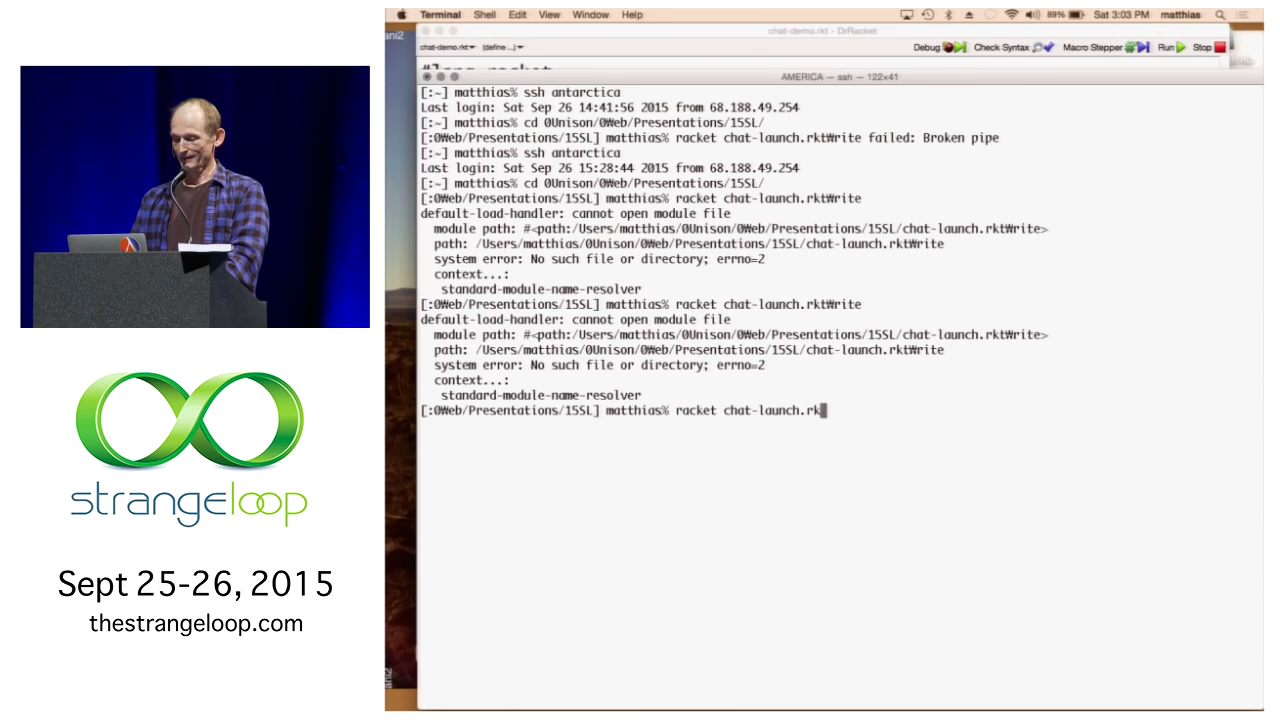 Terminal Shell Edit View Window Help 89% Sat 3:03 PM matthias
chat-demo.rkt - DrRacket
chat-demo.rkt (define ...) Debug Check Syntax Macro Stepper Run Stop
#lang racket
AMERICA — ssh — 122×41
[:~] matthias% ssh antarctica
Last login: Sat Sep 26 14:41:56 2015 from 68.188.49.254
[:~] matthias% cd 0Unison/0Web/Presentations/15SL/
[:0Web/Presentations/15SL] matthias% racket chat-launch.rktWrite failed: Broken pipe
[:~] matthias% ssh antarctica
Last login: Sat Sep 26 15:28:44 2015 from 68.188.49.254
[:~] matthias% cd 0Unison/0Web/Presentations/15SL/
[:0Web/Presentations/15SL] matthias% racket chat-launch.rktWrite
default-load-handler: cannot open module file
module path: #<path:/Users/matthias/0Unison/0Web/Presentations/15SL/chat-launch.rktWrite>
path: /Users/matthias/0Unison/0Web/Presentations/15SL/chat-launch.rktWrite
system error: No such file or directory; errno=2
context...:
standard-module-name-resolver
[:0Web/Presentations/15SL] matthias% racket chat-launch.rktWrite
default-load-handler: cannot open module file
module path: #<path:/Users/matthias/0Unison/0Web/Presentations/15SL/chat-launch.rktWrite>
path: /Users/matthias/0Unison/0Web/Presentations/15SL/chat-launch.rktWrite
system error: No such file or directory; errno=2
context...:
standard-module-name-resolver
[:0Web/Presentations/15SL] matthias% racket chat-launch.rk
strangeloop
Sept 25-26, 2015
thestrangeloop.com